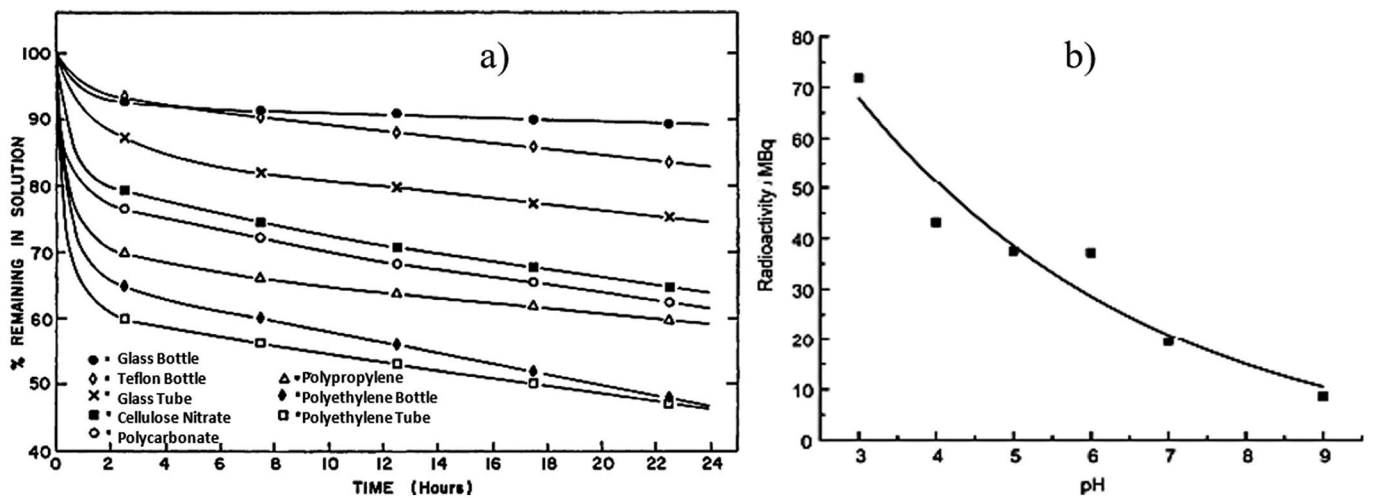 a)
% REMAINING IN SOLUTION
100
90
80
70
60
50
40
Glass Bottle
Teflon Bottle
Glass Tube
Cellulose Nitrate
Polycarbonate
Polypropylene
Polyethylene Bottle
Polyethylene Tube
0 2 4 6 8 10 12 14 16 18 20 22 24
TIME (Hours)
b)
Radioactivity, MBq
80
70
60
50
40
30
20
10
0
3 4 5 6 7 8 9
pH